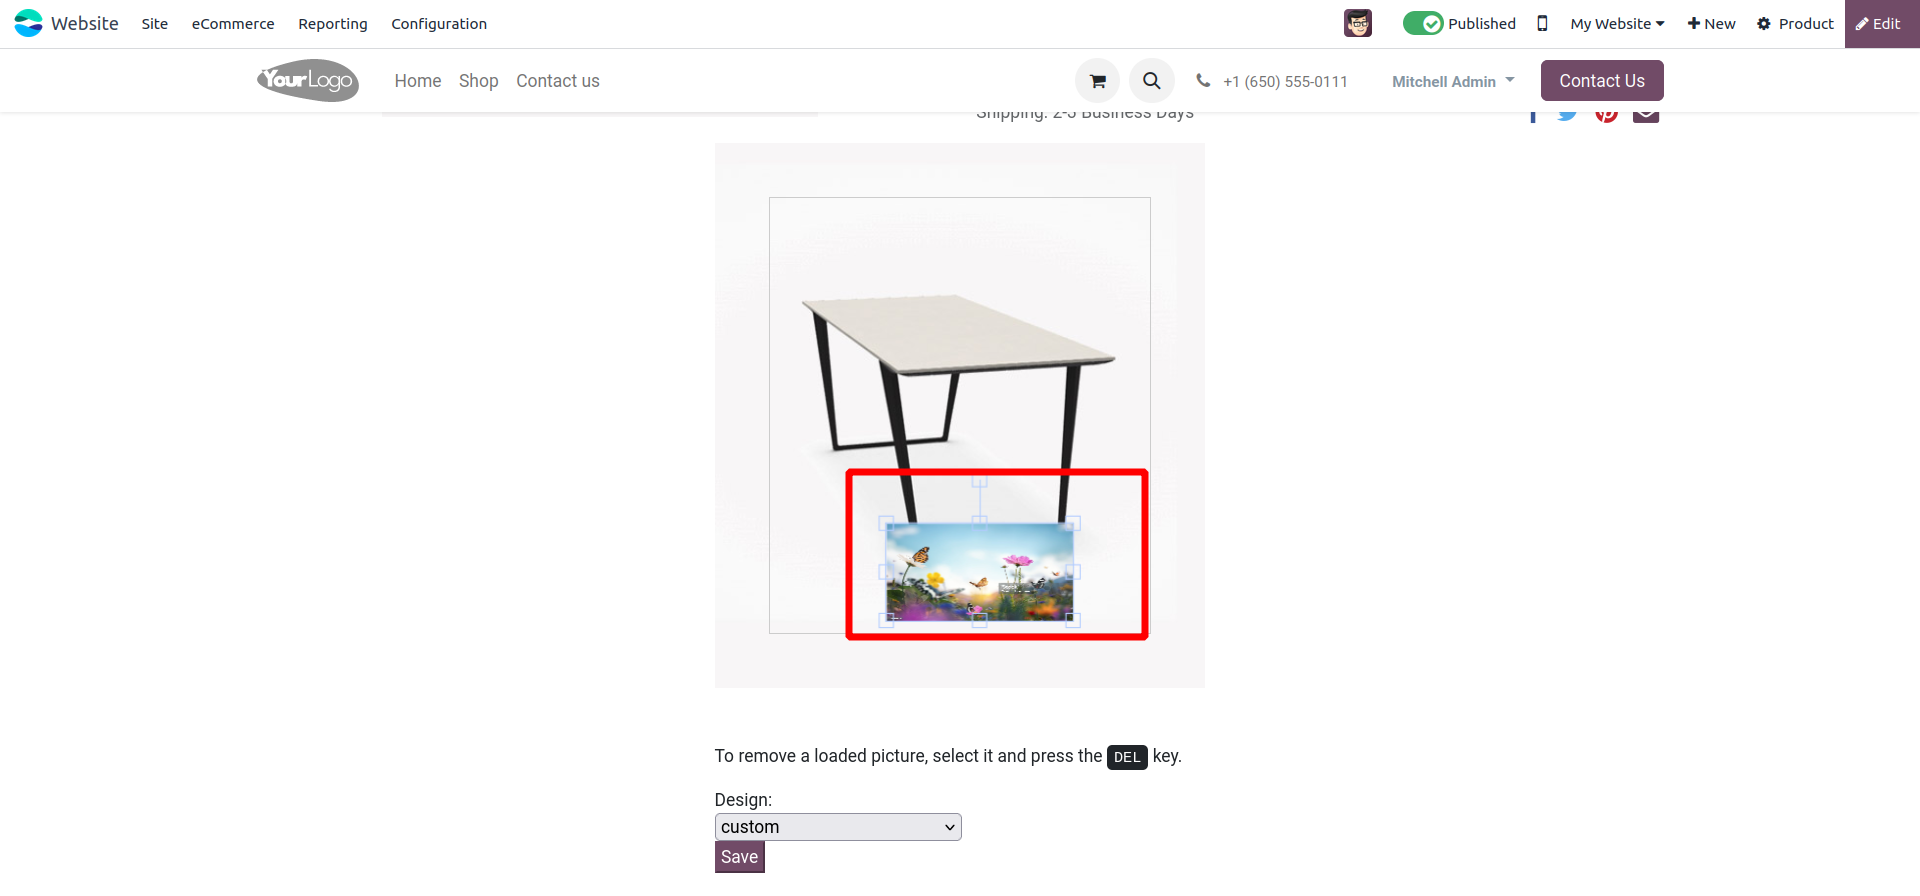 Website Site eCommerce Reporting Configuration Published My Website New Product Edit
YourLogo Home Shop Contact us +1 (650) 555-0111 Mitchell Admin Contact Us
Shipping: 2-3 Business Days
To remove a loaded picture, select it and press the DEL key.
Design:
custom
Save